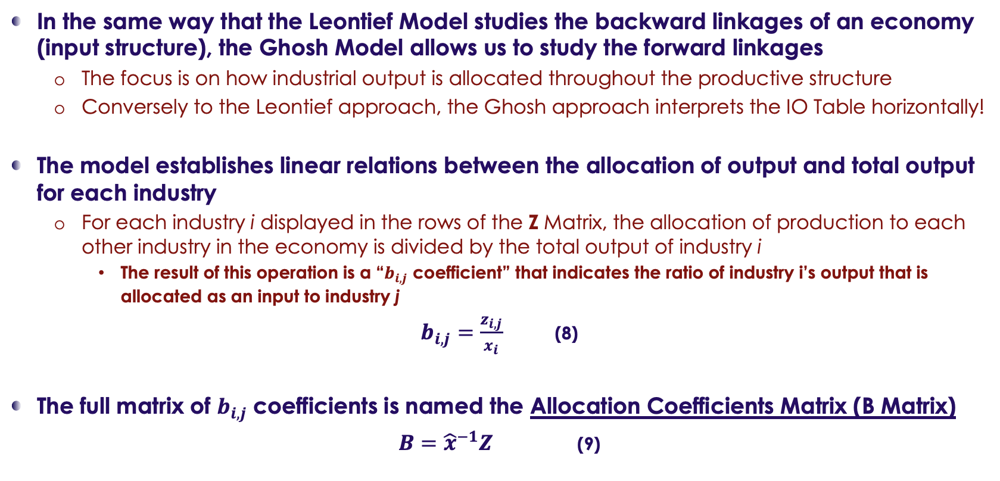 In the same way that the Leontief Model studies the backward linkages of an economy
(input structure), the Ghosh Model allows us to study the forward linkages
o The focus is on how industrial output is allocated throughout the productive structure
o Conversely to the Leontief approach, the Ghosh approach interprets the IO Table horizontally!
The model establishes linear relations between the allocation of output and total output
for each industry
o For each industry i displayed in the rows of the Z Matrix, the allocation of production to each
other industry in the economy is divided by the total output of industry i
• The result of this operation is a “b_{i,j} coefficient” that indicates the ratio of industry i’s output that is
allocated as an input to industry j
b_{i,j} = \frac{z_{i,j}}{x_i} (8)
The full matrix of b_{i,j} coefficients is named the Allocation Coefficients Matrix (B Matrix)
B = \hat{x}^{-1}Z (9)